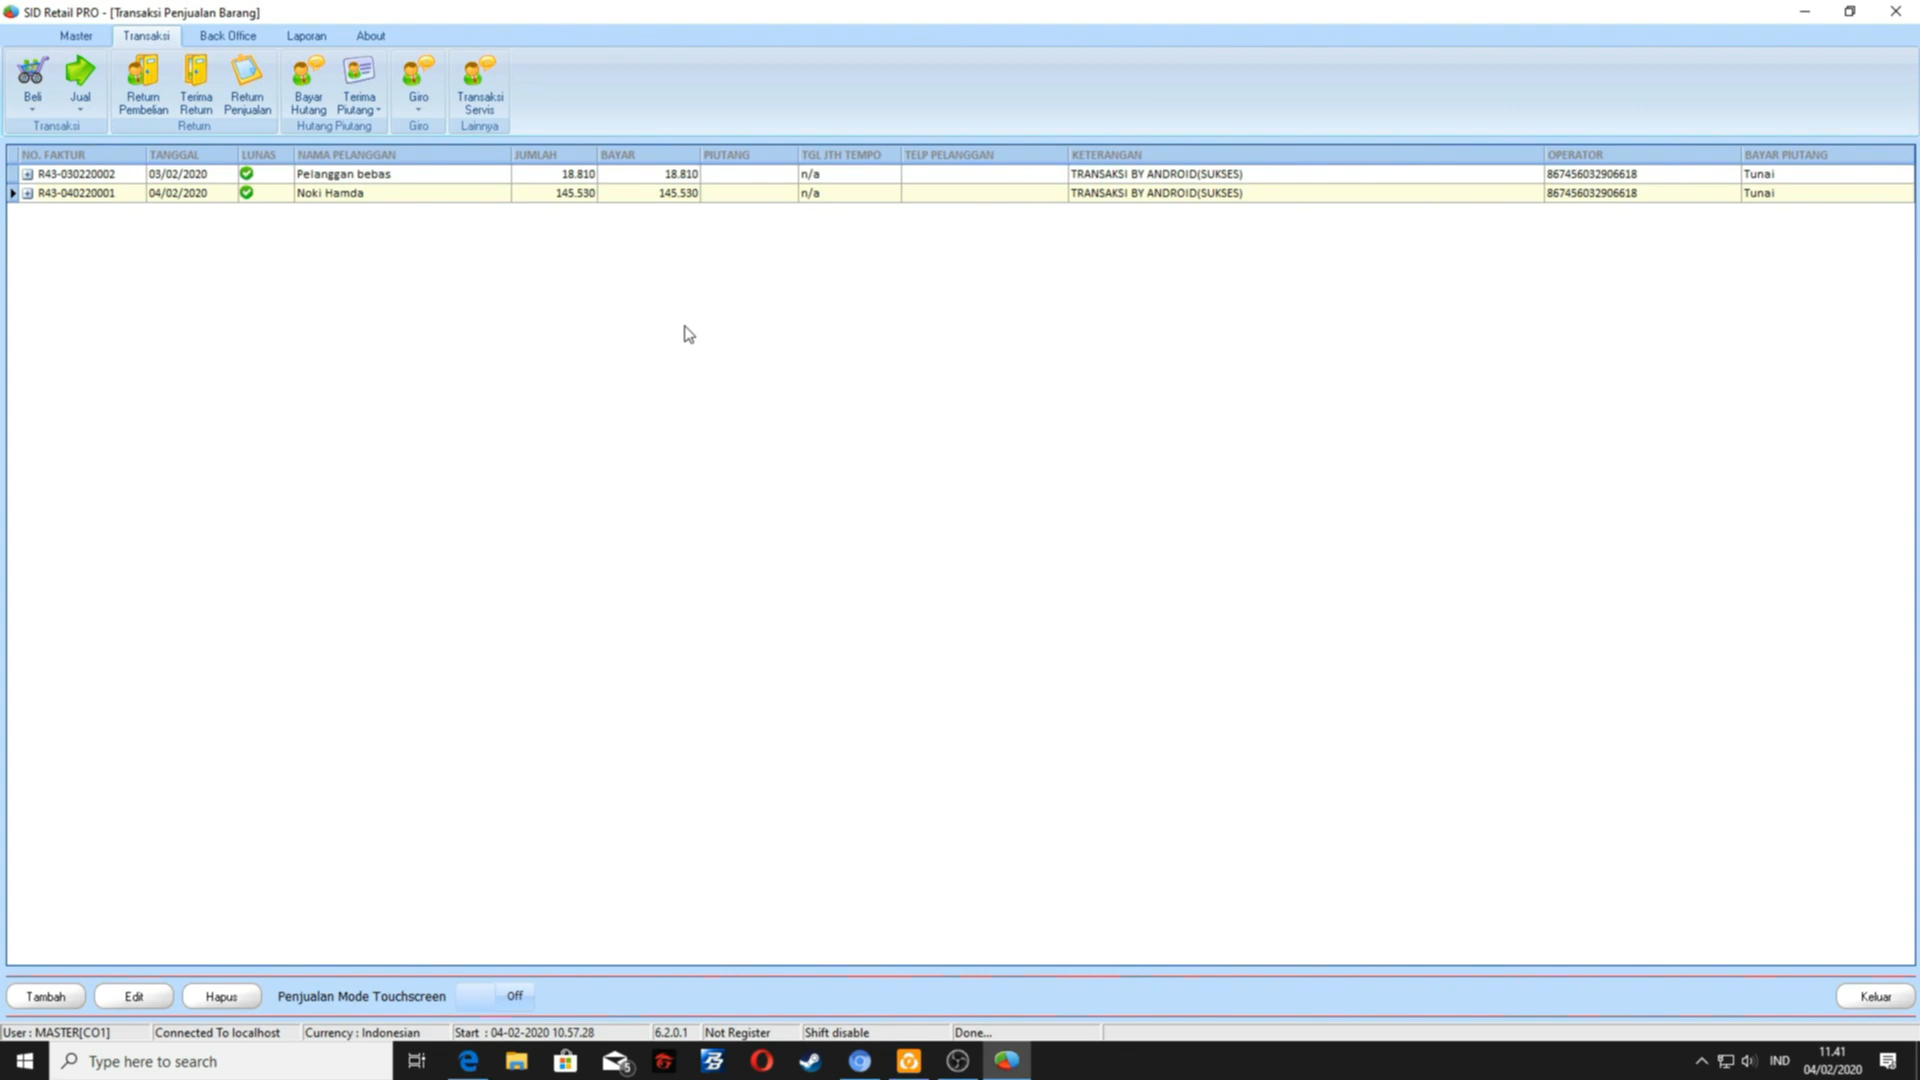 SID Retail PRO - [Transaksi Penjualan Barang]
Master Transaksi Back Office Laporan About
Beli Jual Return Pembelian Terima Return Return Penjualan Bayar Hutang Terima Piutang Giro Transaksi Servis
Transaksi Return Hutang Piutang Giro Lainnya
NO. FAKTUR TANGGAL LUNAS NAMA PELANGGAN JUMLAH BAYAR PIUTANG TGL JTH TEMPO TELP PELANGGAN KETERANGAN OPERATOR BAYAR PIUTANG
R43-030220002 03/02/2020 Pelanggan bebas 18.810 18.810 n/a TRANSAKSI BY ANDROID(SUKSES) 867456032906618 Tunai
R43-040220001 04/02/2020 Noki Hamda 145.530 145.530 n/a TRANSAKSI BY ANDROID(SUKSES) 867456032906618 Tunai
Tambah Edit Hapus Penjualan Mode Touchscreen Off Keluar
User : MASTER[CO1] Connected To localhost Currency : Indonesian Start : 04-02-2020 10.57.28 6.2.0.1 Not Register Shift disable Done...
Type here to search 5 IND 11.41
04/02/2020